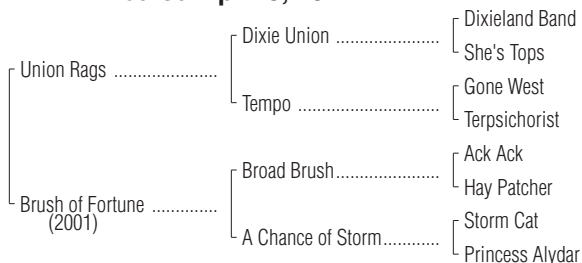 Dixieland Band
Dixie Union ........................
She's Tops
Union Rags ........................
Gone West
Tempo ................................
Terpsichorist
Ack Ack
Broad Brush........................
Hay Patcher
Brush of Fortune ...............
(2001)
Storm Cat
A Chance of Storm.............
Princess Alydar